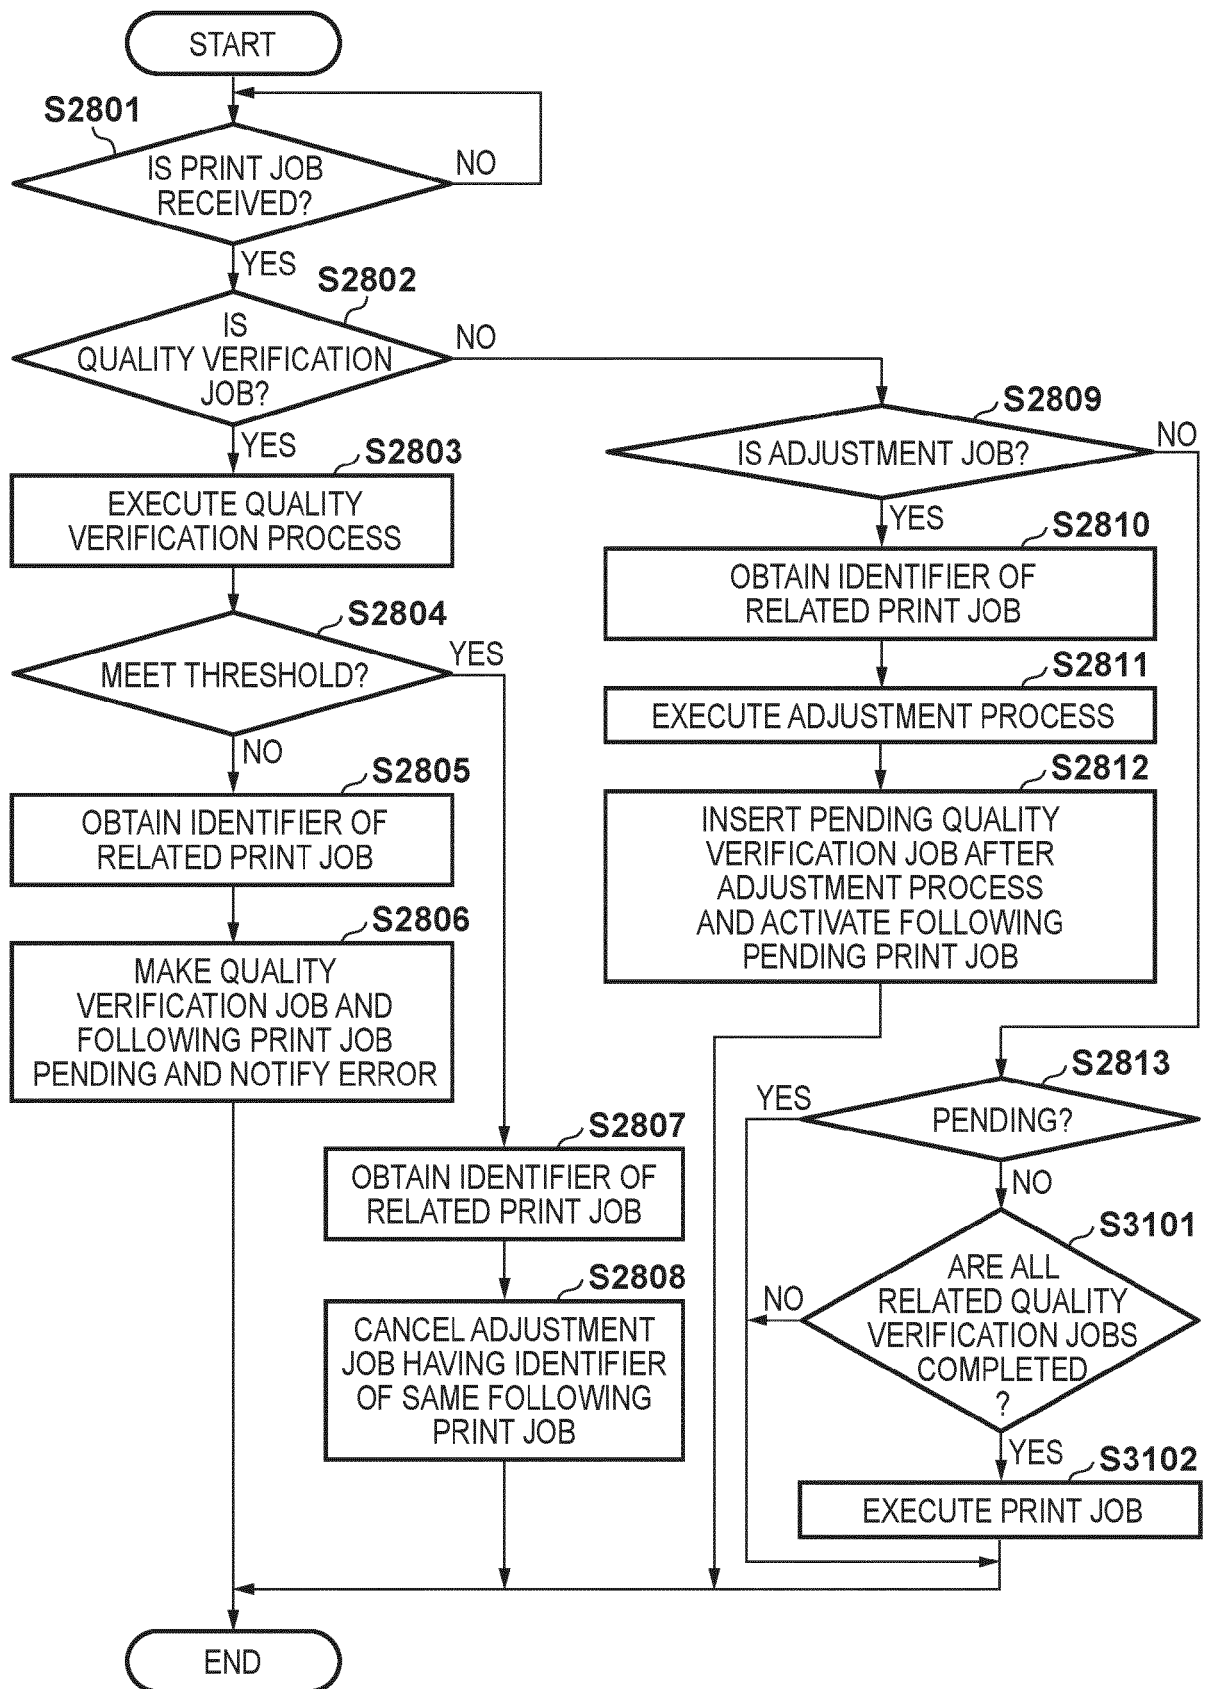 START
S2801
IS PRINT JOB
RECEIVED?
NO
YES
S2802
IS
QUALITY VERIFICATION
JOB?
NO
YES
S2803
EXECUTE QUALITY
VERIFICATION PROCESS
S2804
MEET THRESHOLD?
YES
NO
S2805
OBTAIN IDENTIFIER OF
RELATED PRINT JOB
S2806
MAKE QUALITY
VERIFICATION JOB AND
FOLLOWING PRINT JOB
PENDING AND NOTIFY ERROR
S2807
OBTAIN IDENTIFIER OF
RELATED PRINT JOB
S2808
CANCEL ADJUSTMENT
JOB HAVING IDENTIFIER
OF SAME FOLLOWING
PRINT JOB
S2809
IS ADJUSTMENT JOB?
NO
YES
S2810
OBTAIN IDENTIFIER OF
RELATED PRINT JOB
S2811
EXECUTE ADJUSTMENT PROCESS
S2812
INSERT PENDING QUALITY
VERIFICATION JOB AFTER
ADJUSTMENT PROCESS
AND ACTIVATE FOLLOWING
PENDING PRINT JOB
S2813
YES
PENDING?
NO
S3101
NO
ARE ALL
RELATED QUALITY
VERIFICATION JOBS
COMPLETED
?
YES
S3102
EXECUTE PRINT JOB
END